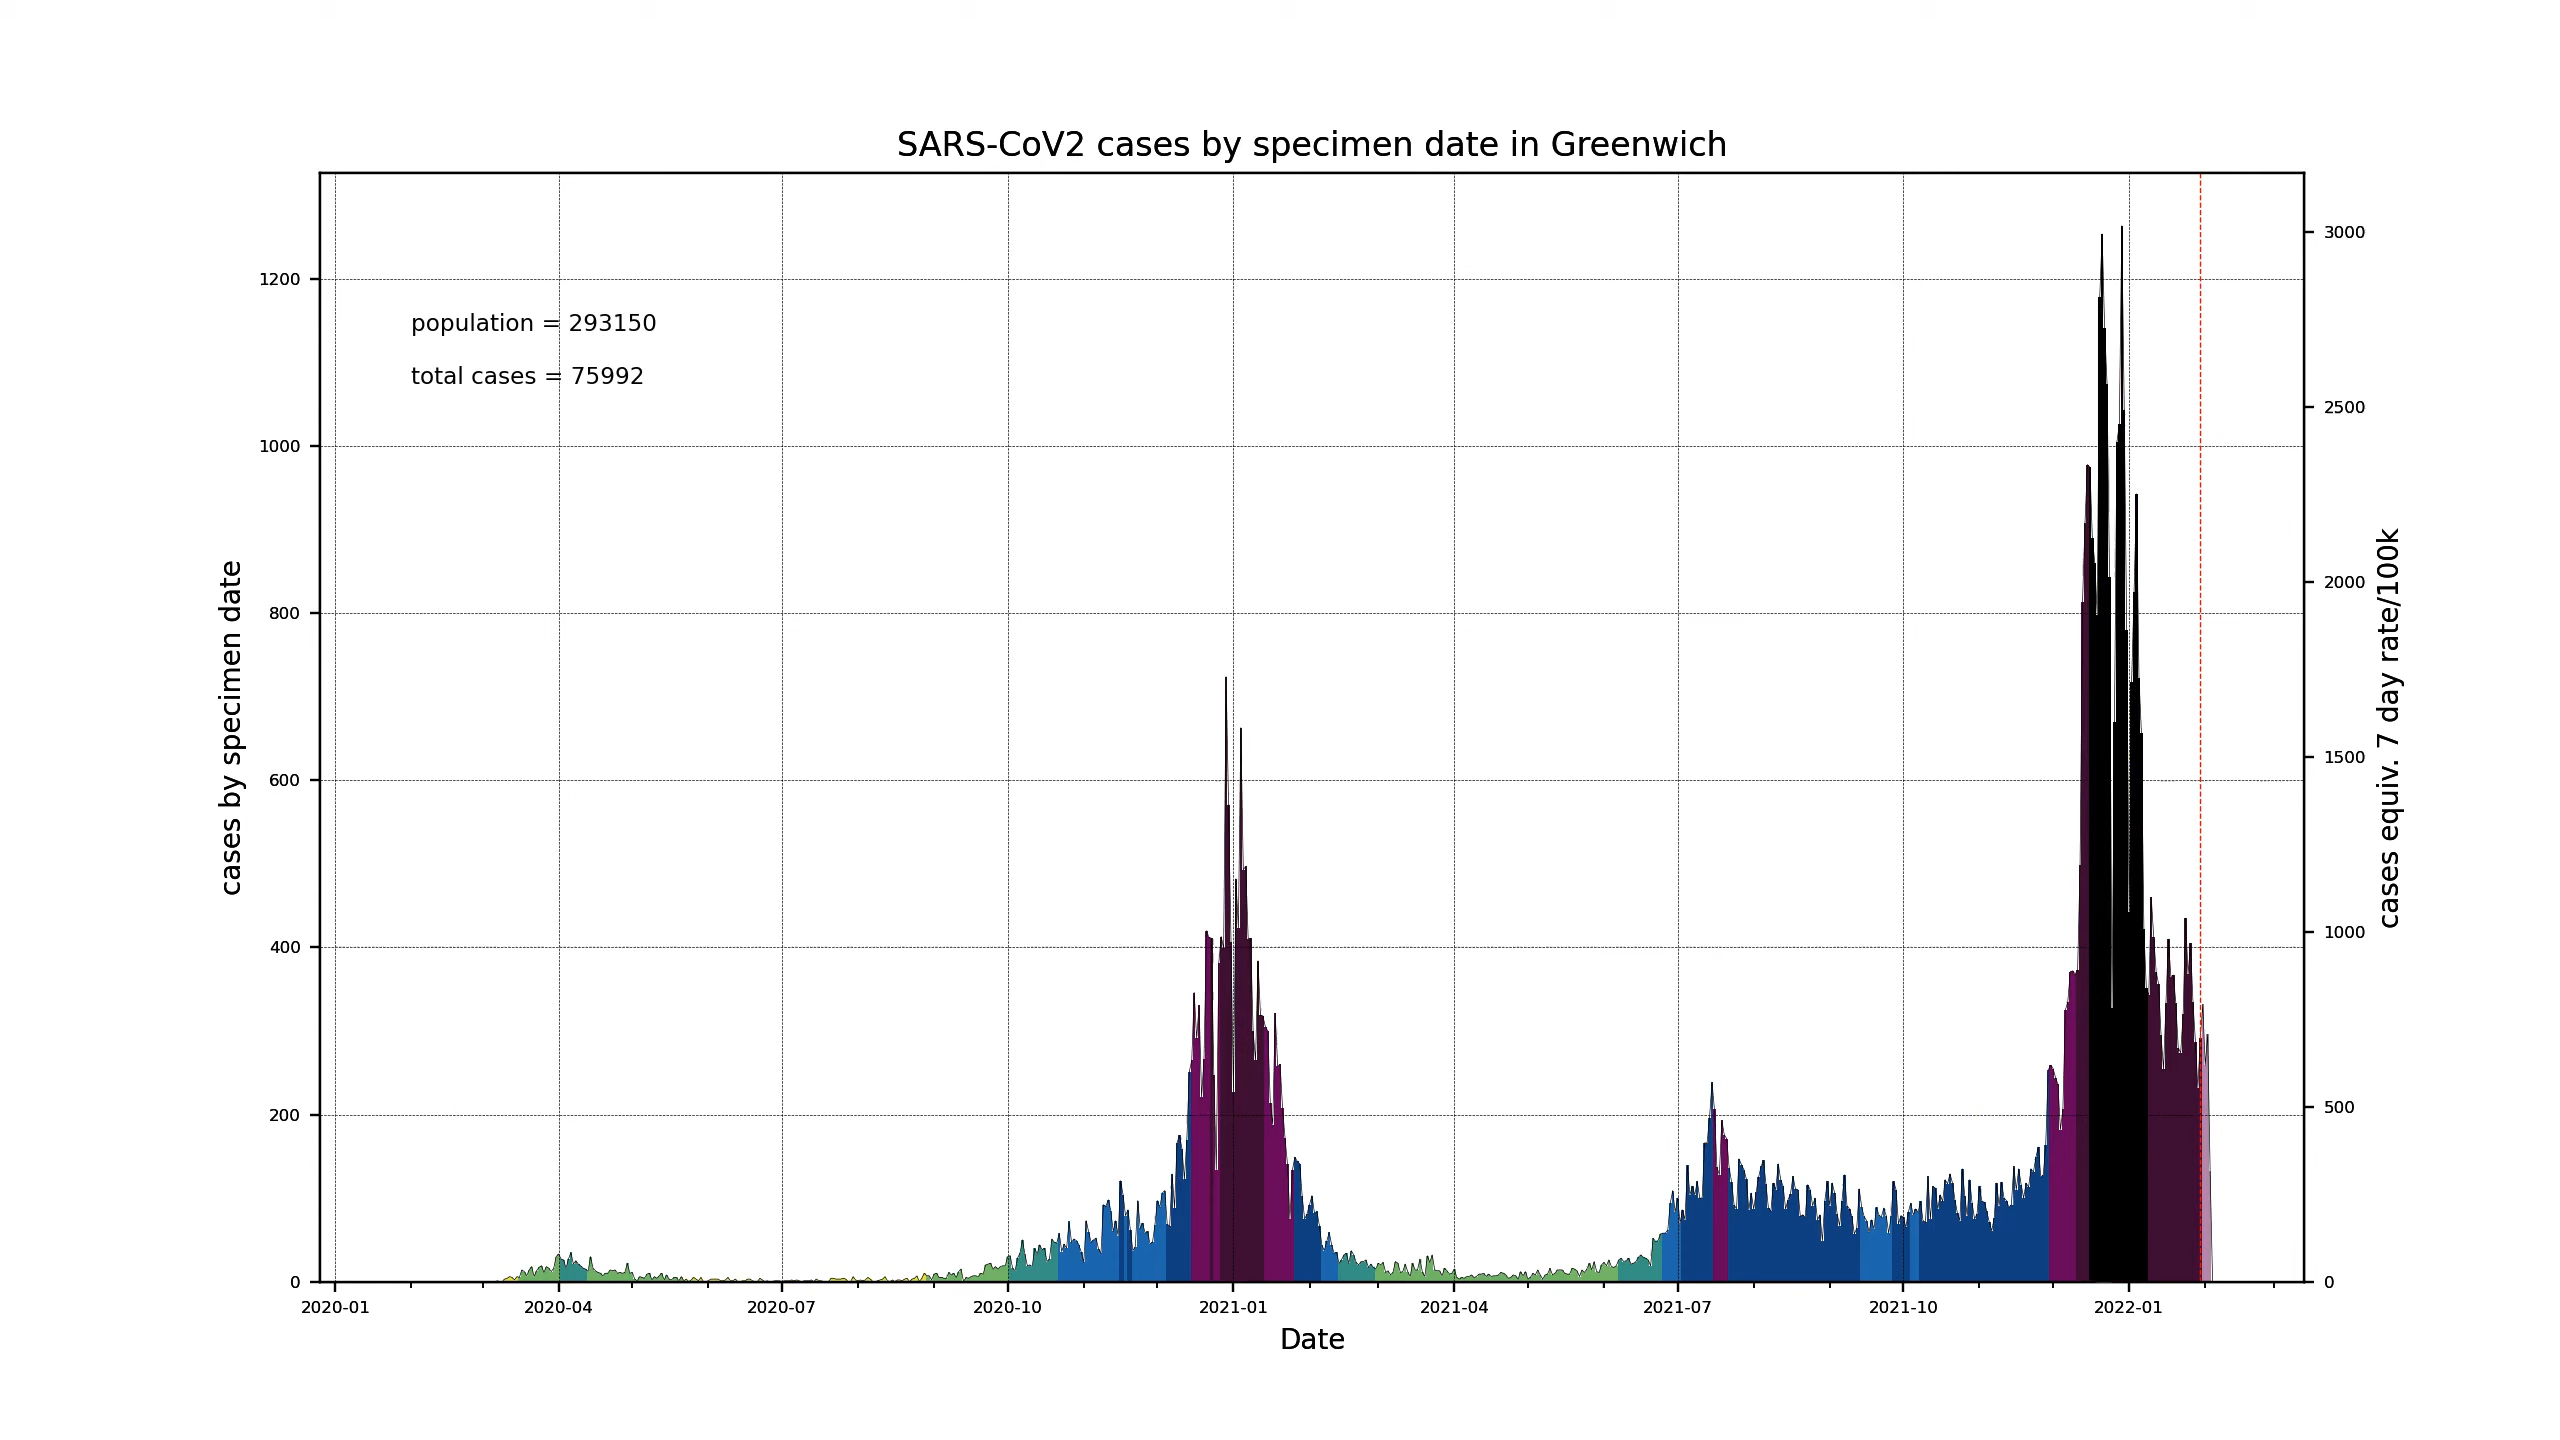 SARS-CoV2 cases by specimen date in Greenwich
population = 293150
total cases = 75992
cases by specimen date
1200
1000
800
600
400
200
0
3000
2500
2000
1500
1000
500
0
cases equiv. 7 day rate/100k
2020-01 2020-04 2020-07 2020-10 2021-01 2021-04 2021-07 2021-10 2022-01
Date